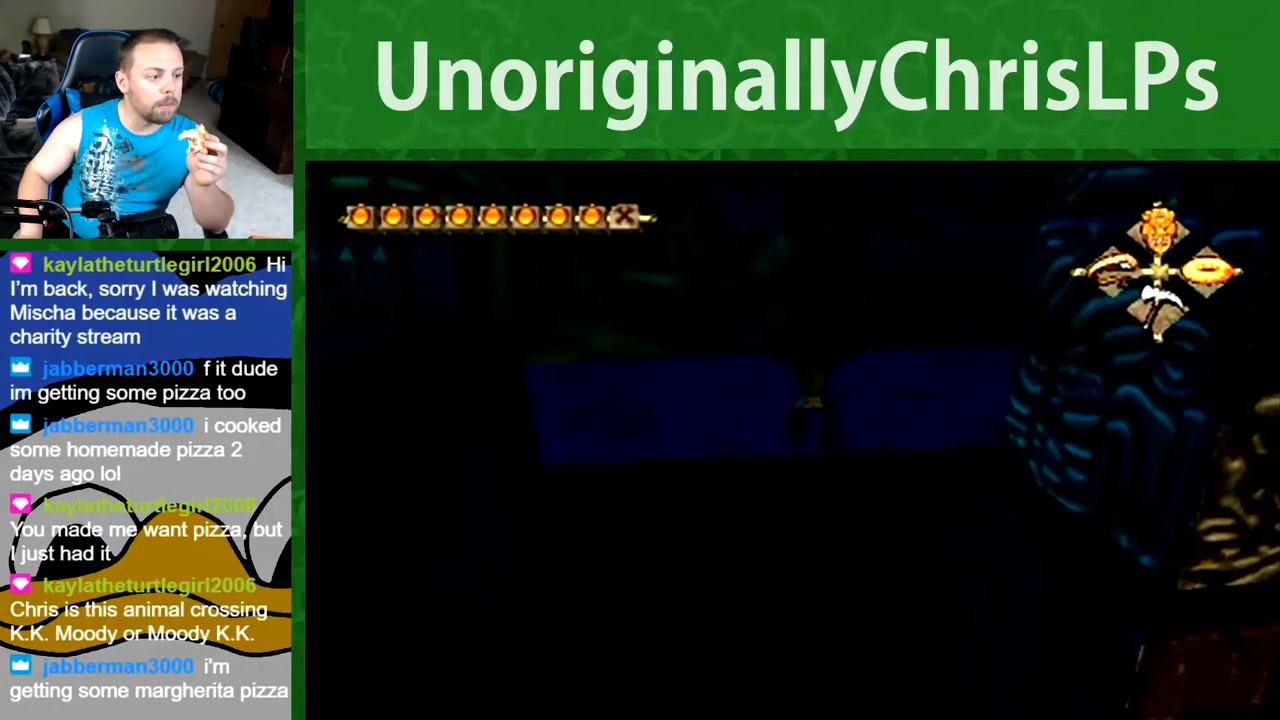 UnoriginallyChrisLPs
kaylatheturtlegirl2006 Hi
I'm back, sorry I was watching
Mischa because it was a
charity stream
jabberman3000 f it dude
im getting some pizza too
jabberman3000 i cooked
some homemade pizza 2
days ago lol
kaylatheturtlegirl2006
You made me want pizza, but
I just had it
kaylatheturtlegirl2006
Chris is this animal crossing
K.K. Moody or Moody K.K.
jabberman3000 i'm
getting some margherita pizza